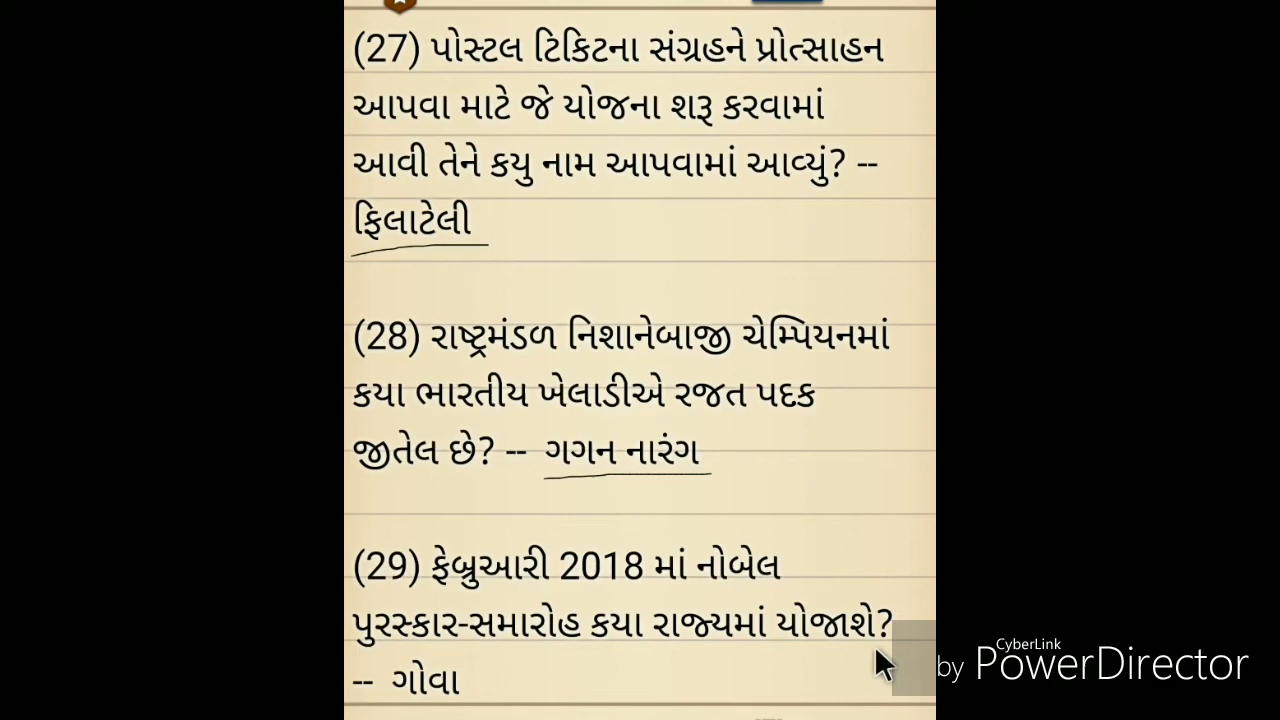 (27) પોસ્ટલ ટિકિટના સંગ્રહને પ્રોત્સાહન
આપવા માટે જે યોજના શરૂ કરવામાં
આવી તેને કયુ નામ આપવામાં આવ્યું? --
ફિલાટેલી
(28) રાષ્ટ્રમંડળ નિશાનેબાજી ચેમ્પિયનમાં
કયા ભારતીય ખેલાડીએ રજત પદક
જીતેલ છે? -- ગગન નારંગ
(29) ફેબ્રુઆરી 2018 માં નોબેલ
પુરસ્કાર-સમારોહ કયા રાજ્યમાં યોજાશે?
-- ગોવા
CyberLink
by PowerDirector